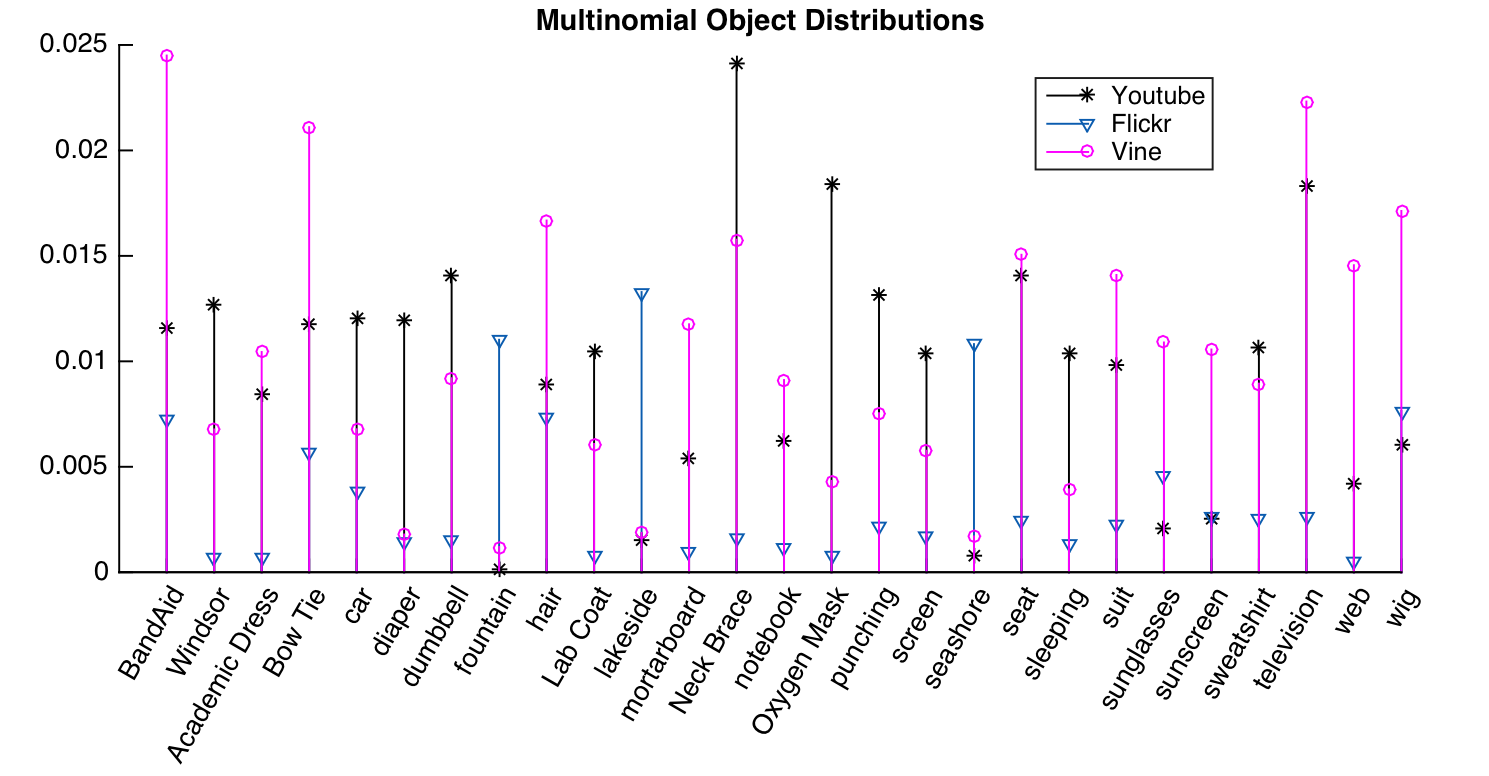 Multinomial Object Distributions
0.025
0.02
0.015
0.01
0.005
0
Youtube
Flickr
Vine
BandAid
Windsor
Academic Dress
Bow Tie
car
diaper
dumbbell
fountain
hair
Lab Coat
lakeside
mortarboard
Neck Brace
notebook
Oxygen Mask
punching
screen
seashore
seat
sleeping
suit
sunglasses
sunscreen
sweatshirt
television
web
wig